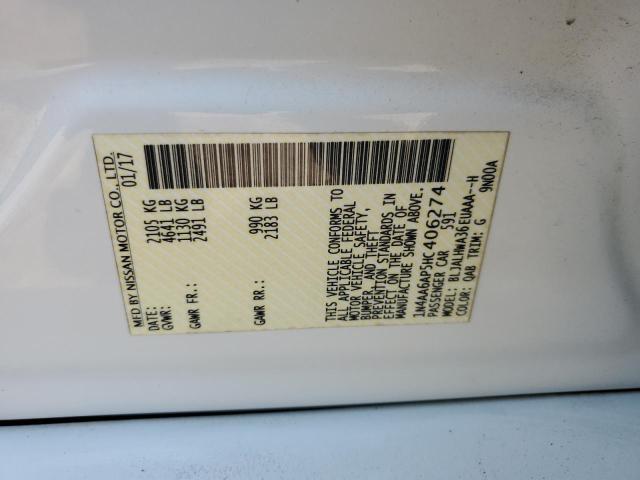 MFD BY NISSAN MOTOR CO., LTD.
DATE: 01/17
GVWR: 2105 KG
4641 LB
GAWR FR: 1130 KG
2491 LB
GAWR RR: 990 KG
2183 LB
THIS VEHICLE CONFORMS TO
ALL APPLICABLE FEDERAL
MOTOR VEHICLE SAFETY,
BUMPER, AND THEFT
PREVENTION STANDARDS IN
EFFECT ON THE DATE OF
MANUFACTURE SHOWN ABOVE.
1N4AA6AP5HC406274
PASSENGER CAR 591
MODEL: BLJALHWA36EUAAA--H
COLOR: QAB TRIM: G 9N00A